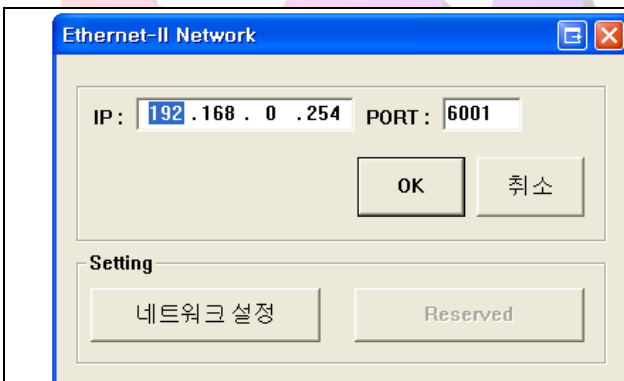 Ethernet-II Network
IP : 192 .168 . 0 .254 PORT : 6001
OK 취소
Setting
네트워크 설정 Reserved